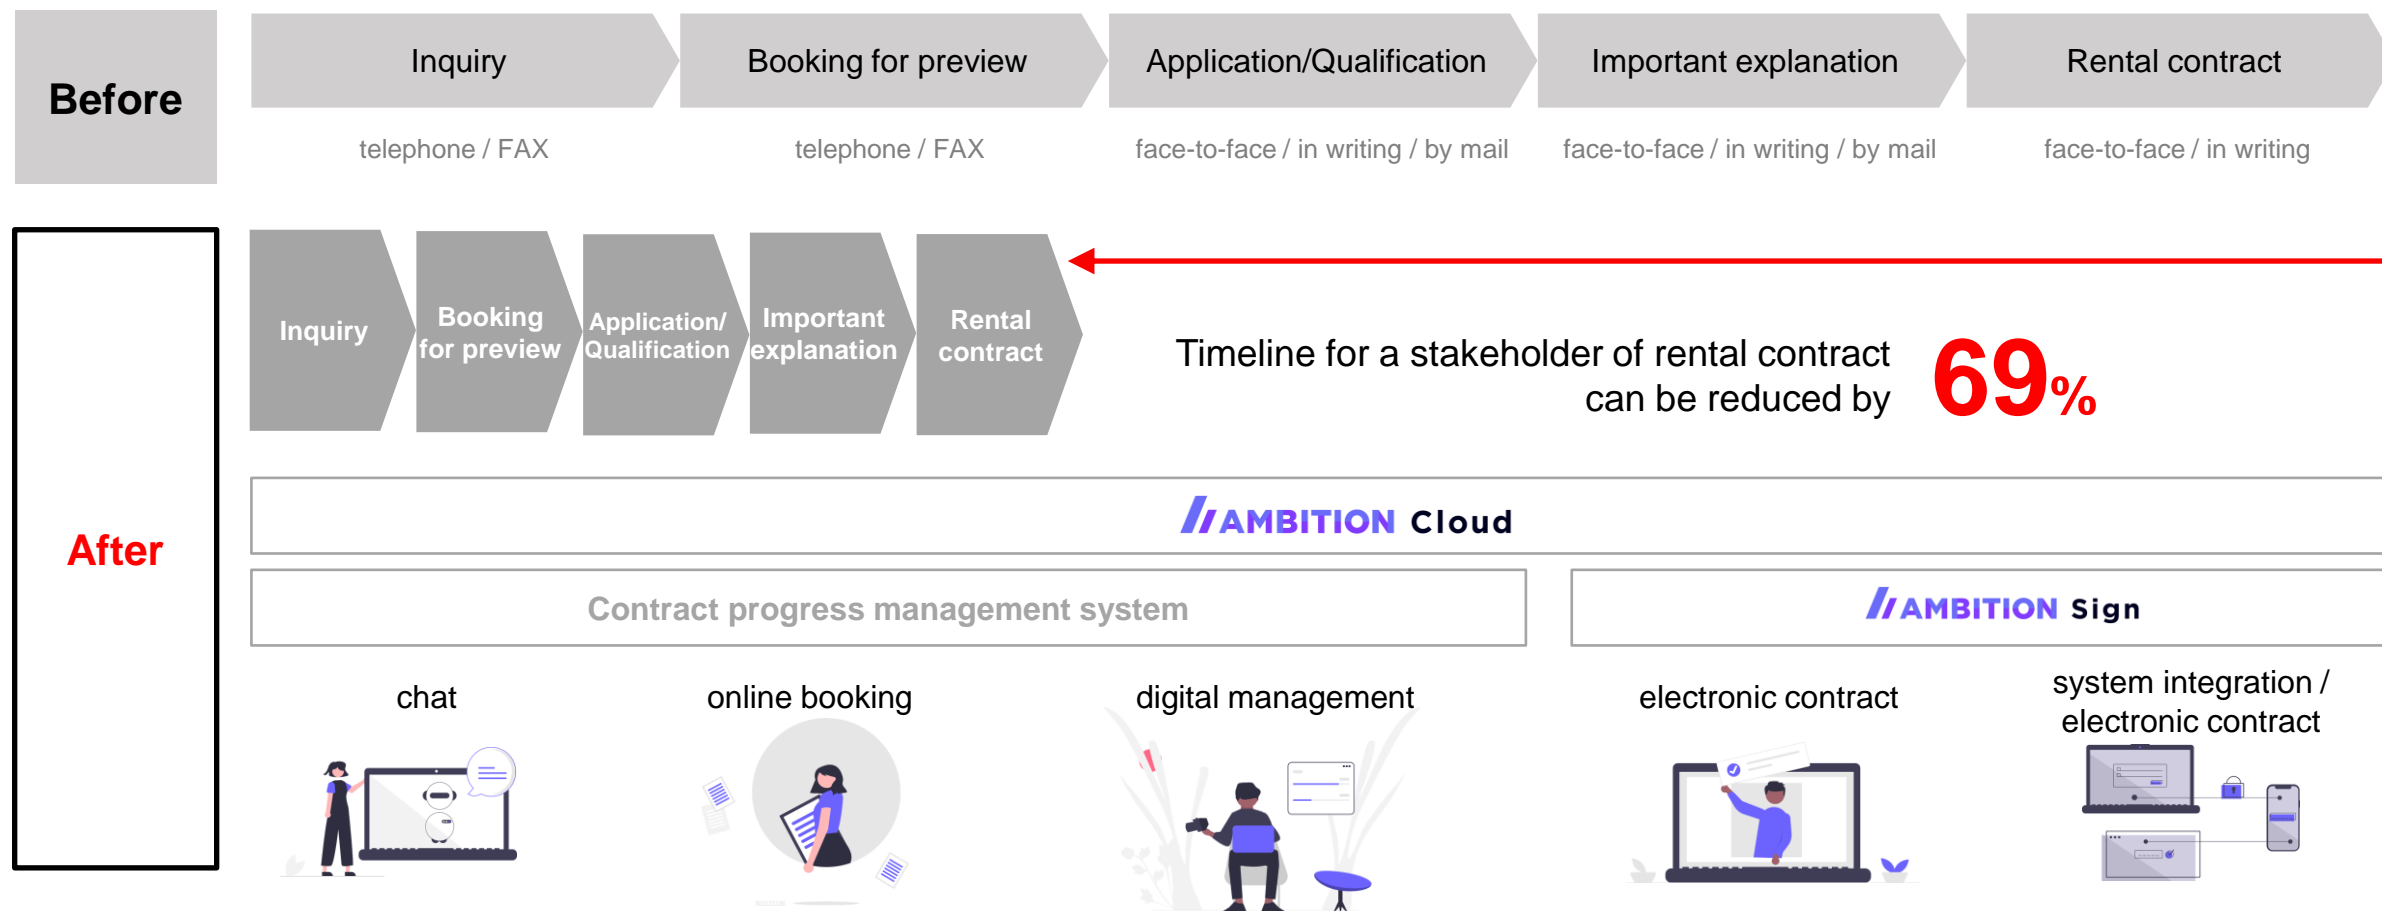 Before
Inquiry
Booking for preview
Application/Qualification
Important explanation
Rental contract
telephone / FAX
telephone / FAX
face-to-face / in writing / by mail
face-to-face / in writing / by mail
face-to-face / in writing
After
Inquiry
Booking
for preview
Application/
Qualification
Important
explanation
Rental
contract
Timeline for a stakeholder of rental contract
can be reduced by
69%
AMBITION Cloud
Contract progress management system
AMBITION Sign
chat
online booking
digital management
electronic contract
system integration /
electronic contract